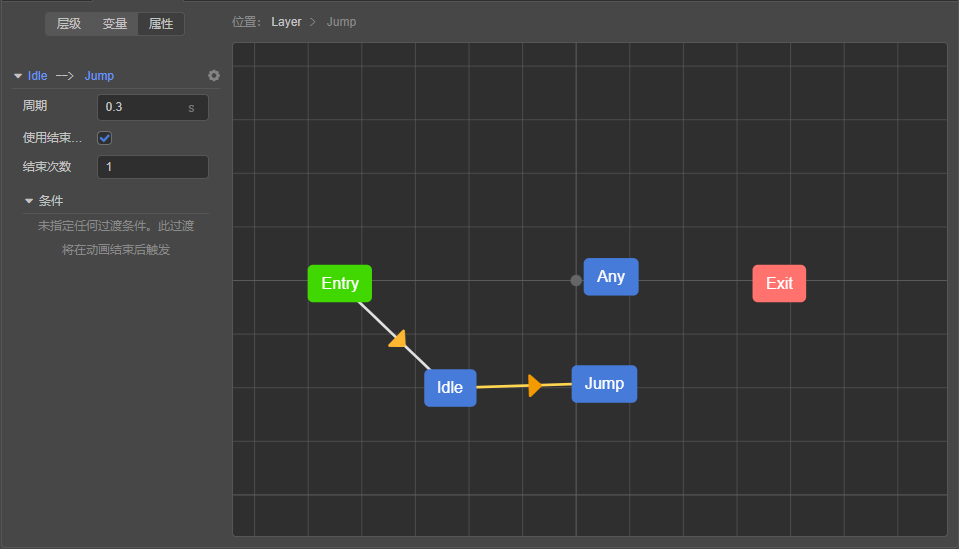 层级 变量 属性
位置： Layer > Jump
Idle —> Jump
周期 0.3 s
使用结束...
结束次数 1
条件
未指定任何过渡条件。此过渡
将在动画结束后触发
Entry
Any
Exit
Idle
Jump